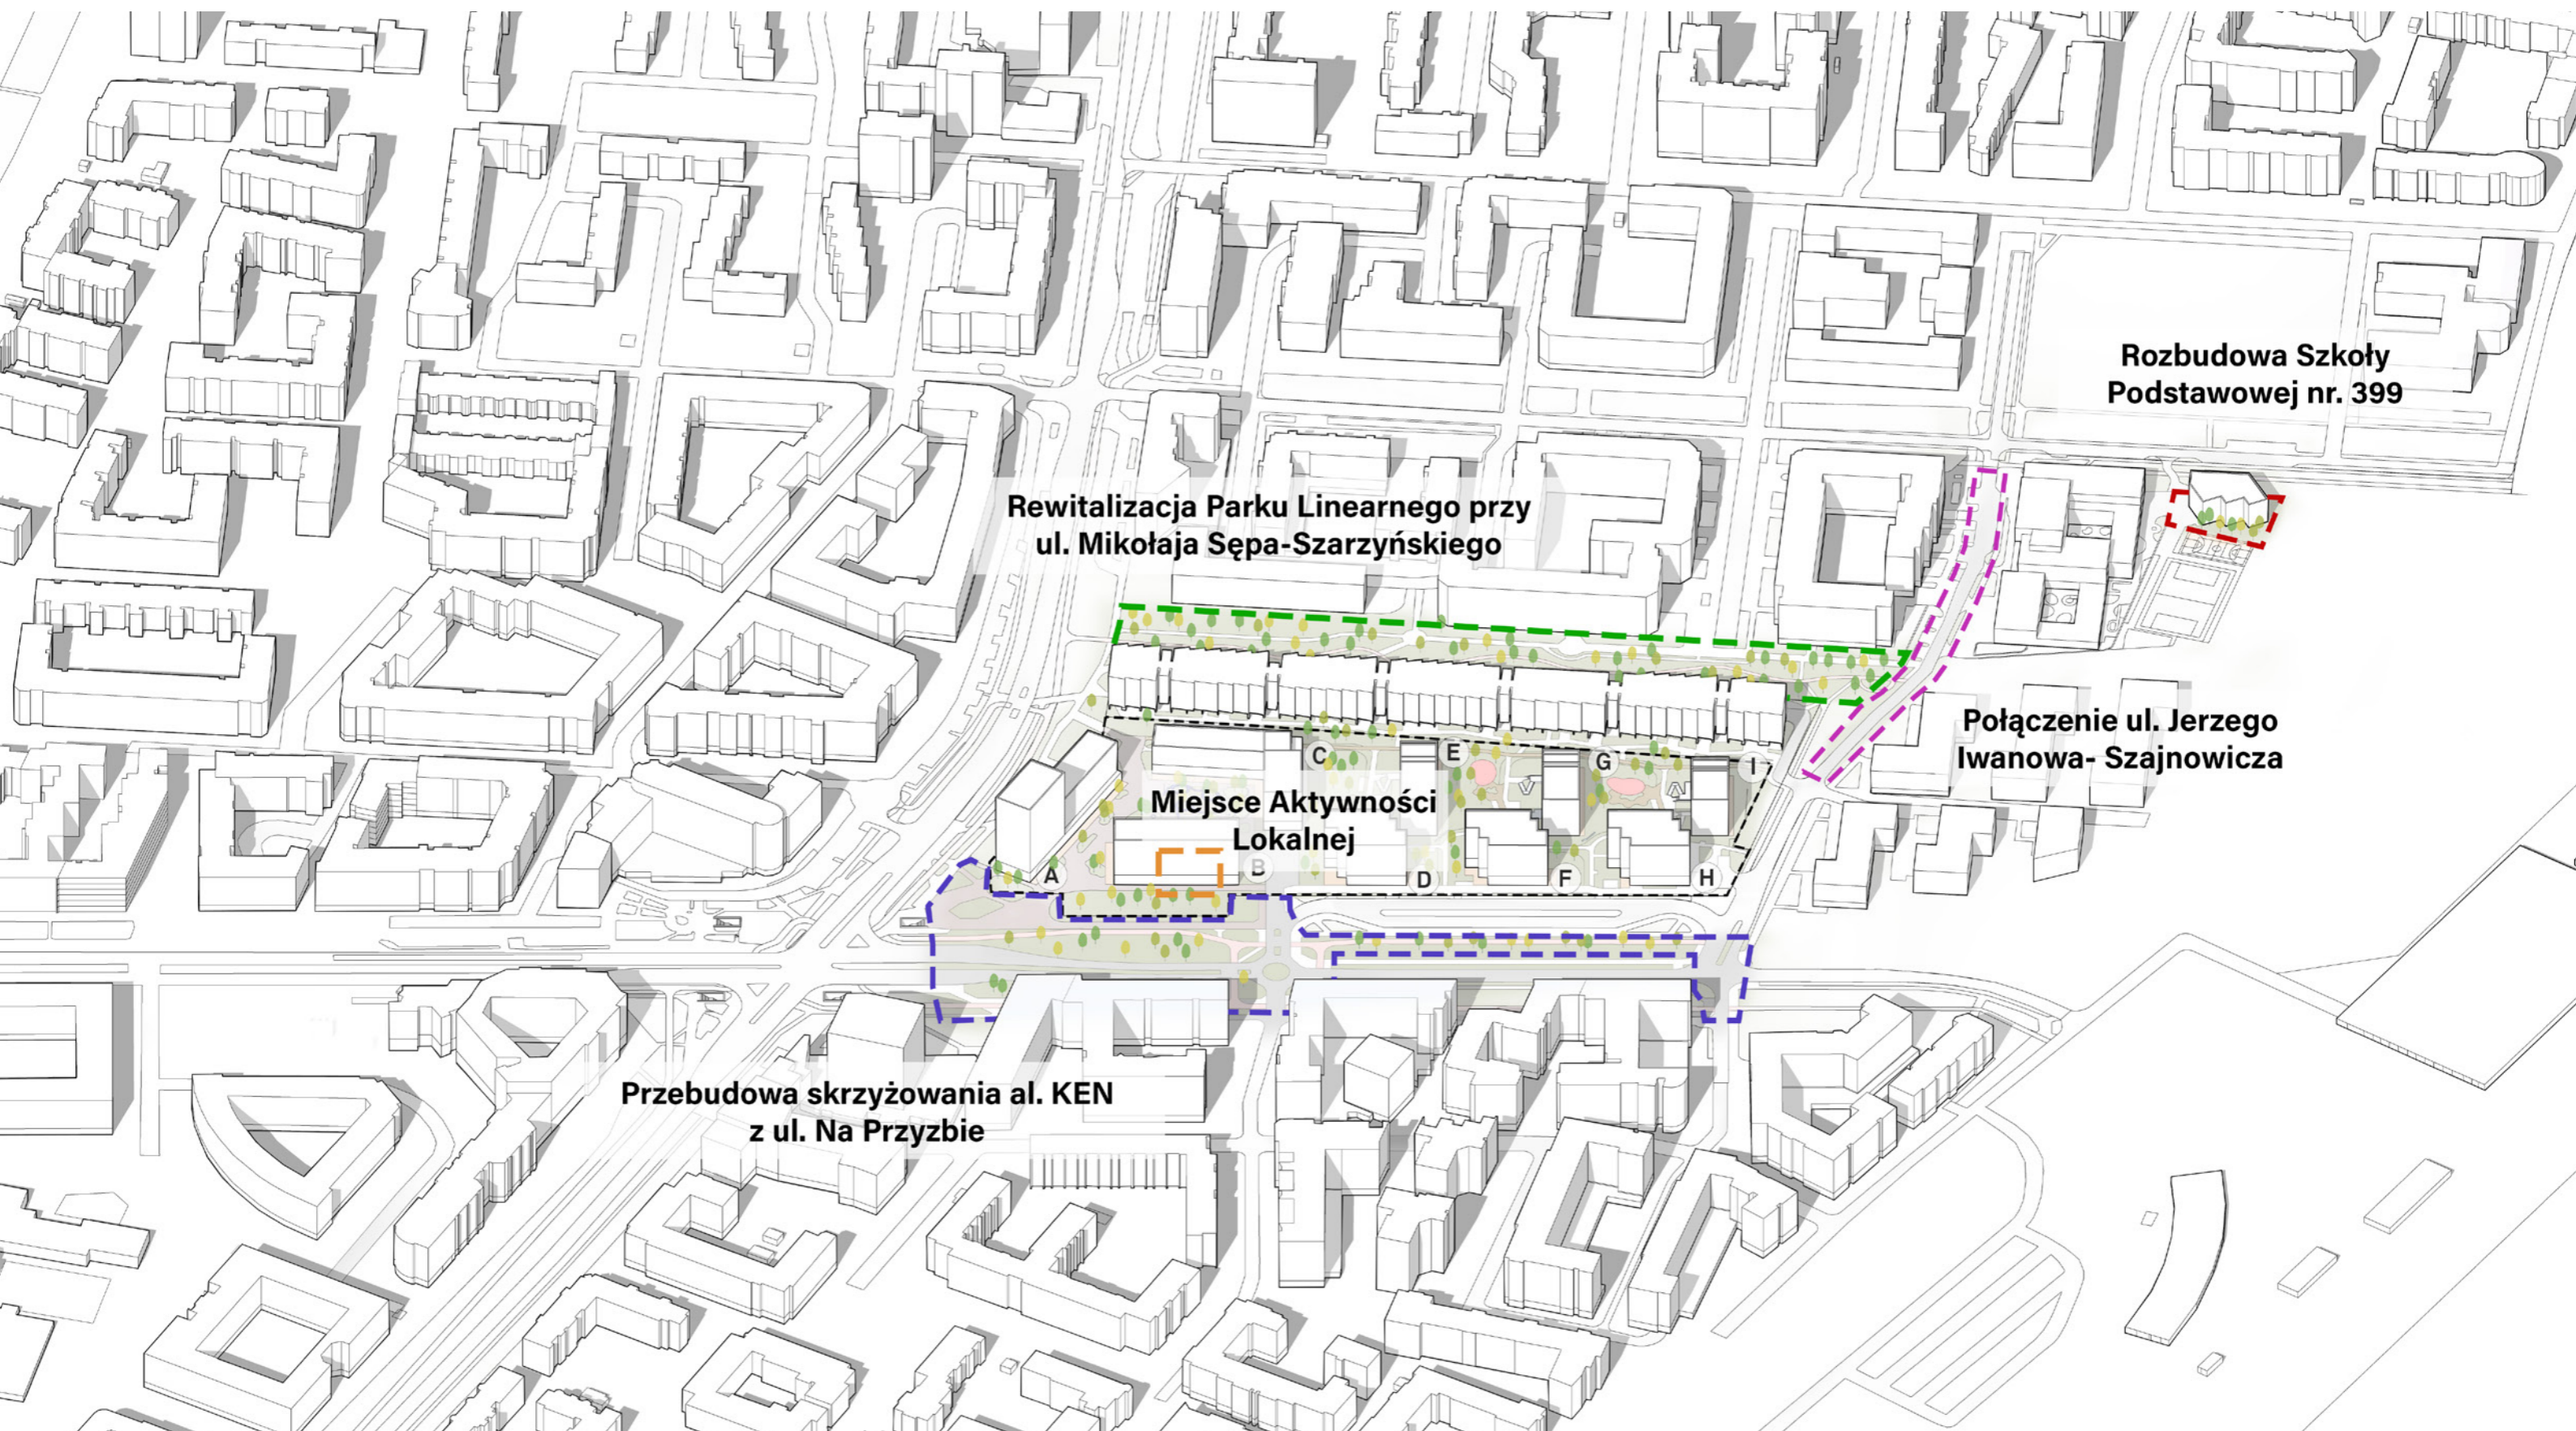 Rozbudowa Szkoły
Podstawowej nr. 399
Rewitalizacja Parku Linearnego przy
ul. Mikołaja Sępa-Szarzyńskiego
Połączenie ul. Jerzego
Iwanowa- Szajnowicza
C
E
G
I
Miejsce Aktywności
Lokalnej
A
B
D
F
H
Przebudowa skrzyżowania al. KEN
z ul. Na Przyzbie